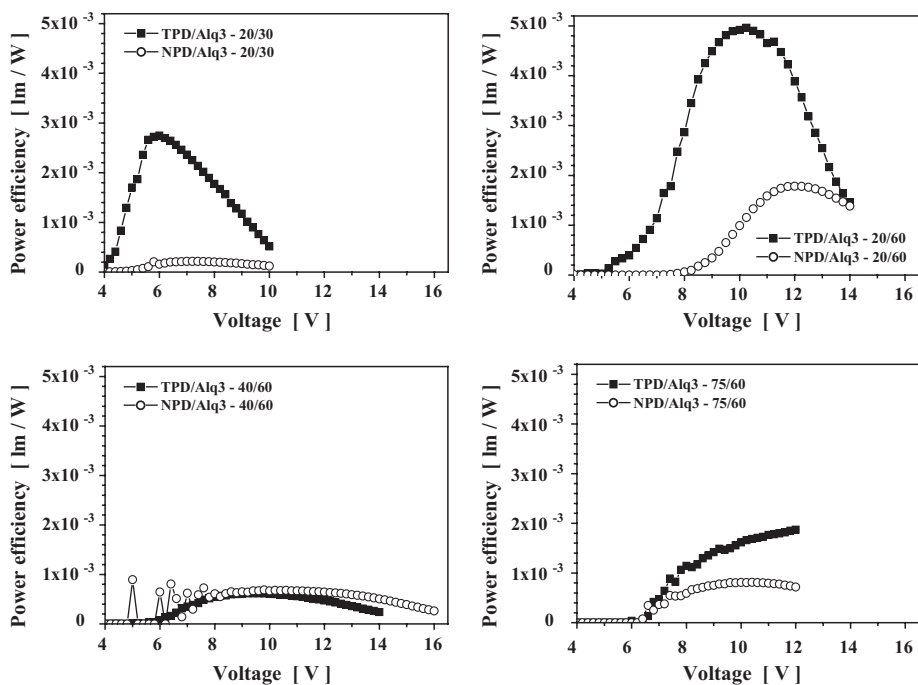 5x10 -3
4x10 -3
3x10 -3
2x10 -3
1x10 -3
0
Power efficiency [ lm / W ]
TPD/Alq3 - 20/30
NPD/Alq3 - 20/30
4 6 8 10 12 14 16
Voltage [ V ]
5x10 -3
4x10 -3
3x10 -3
2x10 -3
1x10 -3
0
Power efficiency [ lm / W ]
TPD/Alq3 - 20/60
NPD/Alq3 - 20/60
4 6 8 10 12 14 16
Voltage [ V ]
5x10 -3
4x10 -3
3x10 -3
2x10 -3
1x10 -3
0
Power efficiency [ lm / W ]
TPD/Alq3 - 40/60
NPD/Alq3 - 40/60
4 6 8 10 12 14 16
Voltage [ V ]
5x10 -3
4x10 -3
3x10 -3
2x10 -3
1x10 -3
0
Power efficiency [ lm / W ]
TPD/Alq3 - 75/60
NPD/Alq3 - 75/60
4 6 8 10 12 14 16
Voltage [ V ]